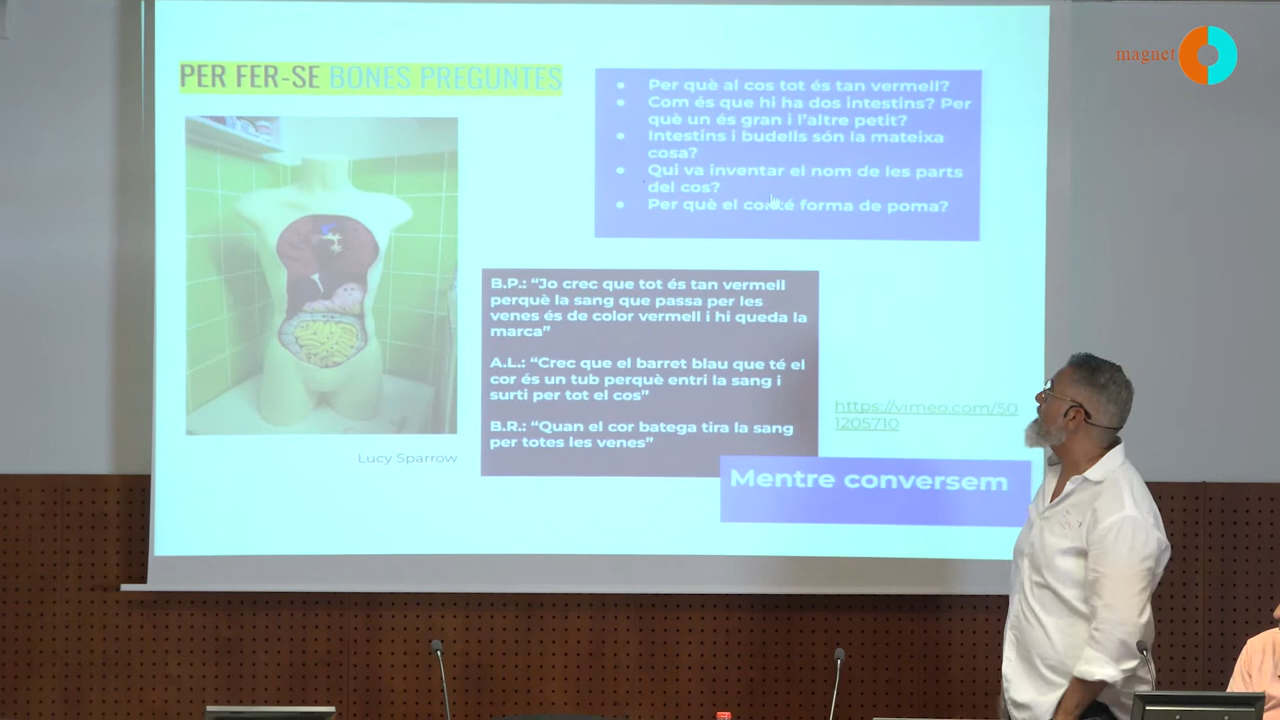 magnet
PER FER-SE BONES PREGUNTES
● Per què al cos tot és tan vermell?
● Com és que hi ha dos intestins? Per
què un és gran i l'altre petit?
● Intestins i budells són la mateixa
cosa?
● Qui va inventar el nom de les parts
del cos?
● Per què el cor té forma de poma?
B.P.: “Jo crec que tot és tan vermell
perquè la sang que passa per les
venes és de color vermell i hi queda la
marca”
A.L.: “Crec que el barret blau que té el
cor és un tub perquè entri la sang i
surti per tot el cos”
B.R.: “Quan el cor batega tira la sang
per totes les venes”
https://vimeo.com/50
1205710
Lucy Sparrow
Mentre conversem